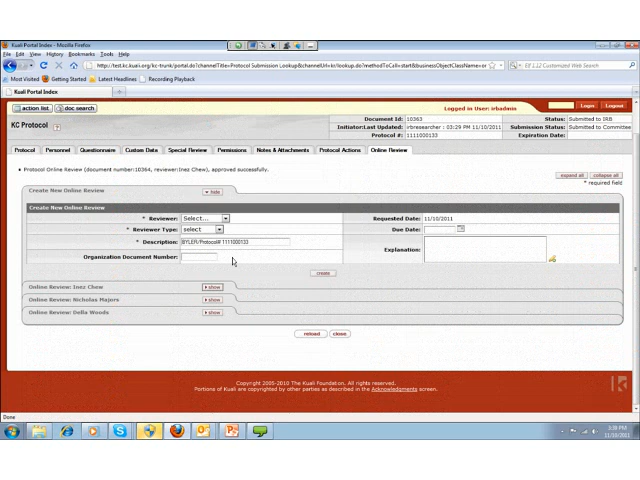 Kuali Portal Index - Mozilla Firefox
File Edit View History Bookmarks Tools Help
http://test.kc.kuali.org/kc-trunk/portal.do?channelTitle=Protocol Submission Lookup&channelUrl=kr/lookup.do?methodToCall=start&businessObjectClassName=or
Most Visited Getting Started Latest Headlines Recording Playback
Kuali Portal Index
action list doc search
Logged in User: irbadmin
Login Logout
KC Protocol
Document Id: 10363 Status: Submitted to IRB
Initiator:Last Updated: irbresearcher : 03:29 PM 11/10/2011 Submission Status: Submitted to Committee
Protocol #: 1111000133 Expiration Date:
Protocol Personnel Questionnaire Custom Data Special Review Permissions Notes & Attachments Protocol Actions Online Review
Protocol Online Review (document number:10364, reviewer:Inez Chew), approved successfully.
expand all collapse all
* required field
Create New Online Review hide
Create New Online Review
* Reviewer: Select... Requested Date: 11/10/2011
* Reviewer Type: select Due Date:
* Description: BYLER/Protocol# 1111000133
Explanation:
Organization Document Number:
create
Online Review: Inez Chew show
Online Review: Nicholas Majors show
Online Review: Della Woods show
reload close
Copyright 2005-2010 The Kuali Foundation. All rights reserved.
Portions of Kuali are copyrighted by other parties as described in the Acknowledgments screen.
Done
3:39 PM
11/10/2011